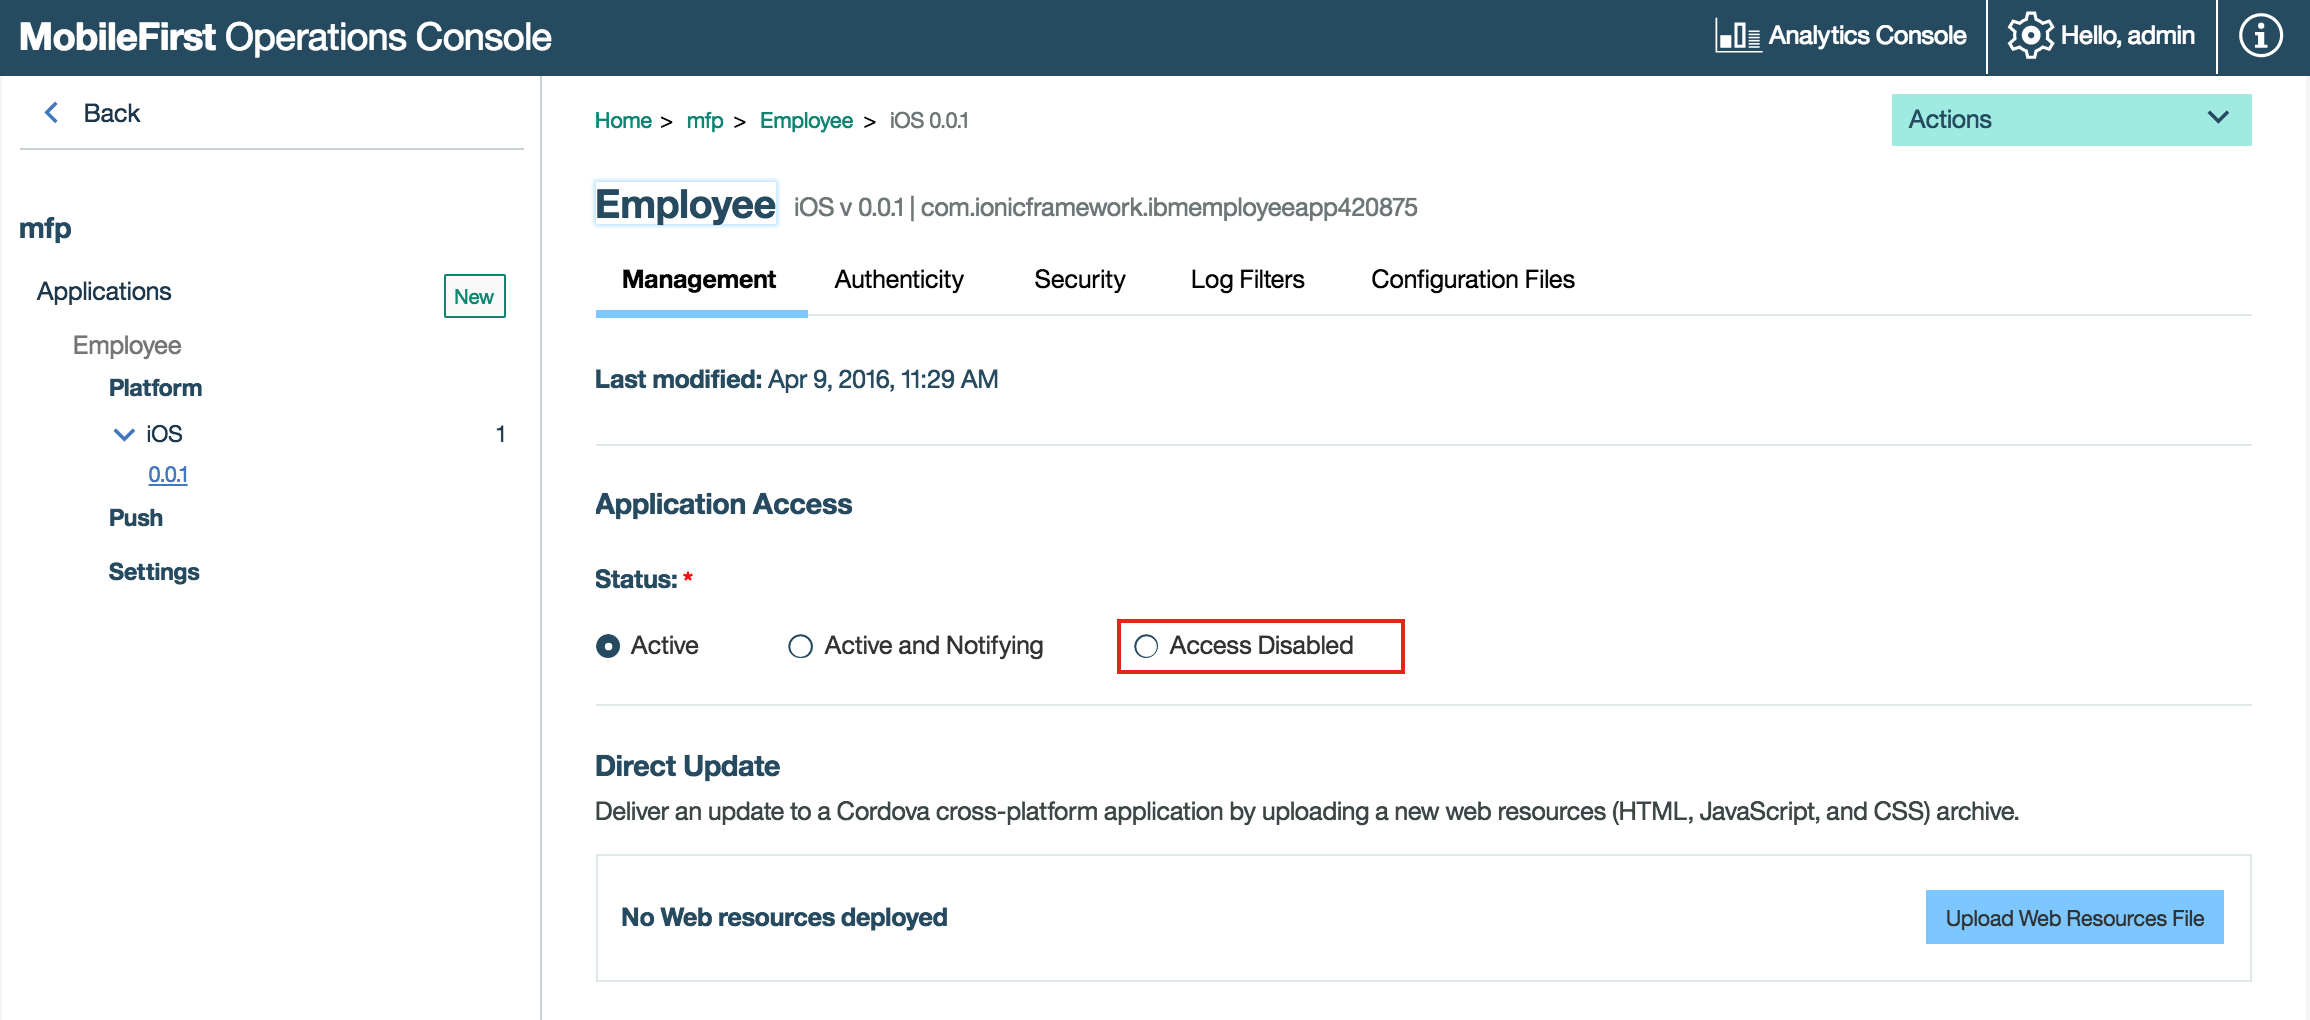 MobileFirst Operations Console
Analytics Console
Hello, admin
Back
mfp
Applications
New
Employee
Platform
iOS 1
0.0.1
Push
Settings
Home > mfp > Employee > iOS 0.0.1
Actions
Employee iOS v 0.0.1 | com.ionicframework.ibmemployeeapp420875
Management Authenticity Security Log Filters Configuration Files
Last modified: Apr 9, 2016, 11:29 AM
Application Access
Status: *
Active Active and Notifying Access Disabled
Direct Update
Deliver an update to a Cordova cross-platform application by uploading a new web resources (HTML, JavaScript, and CSS) archive.
No Web resources deployed
Upload Web Resources File